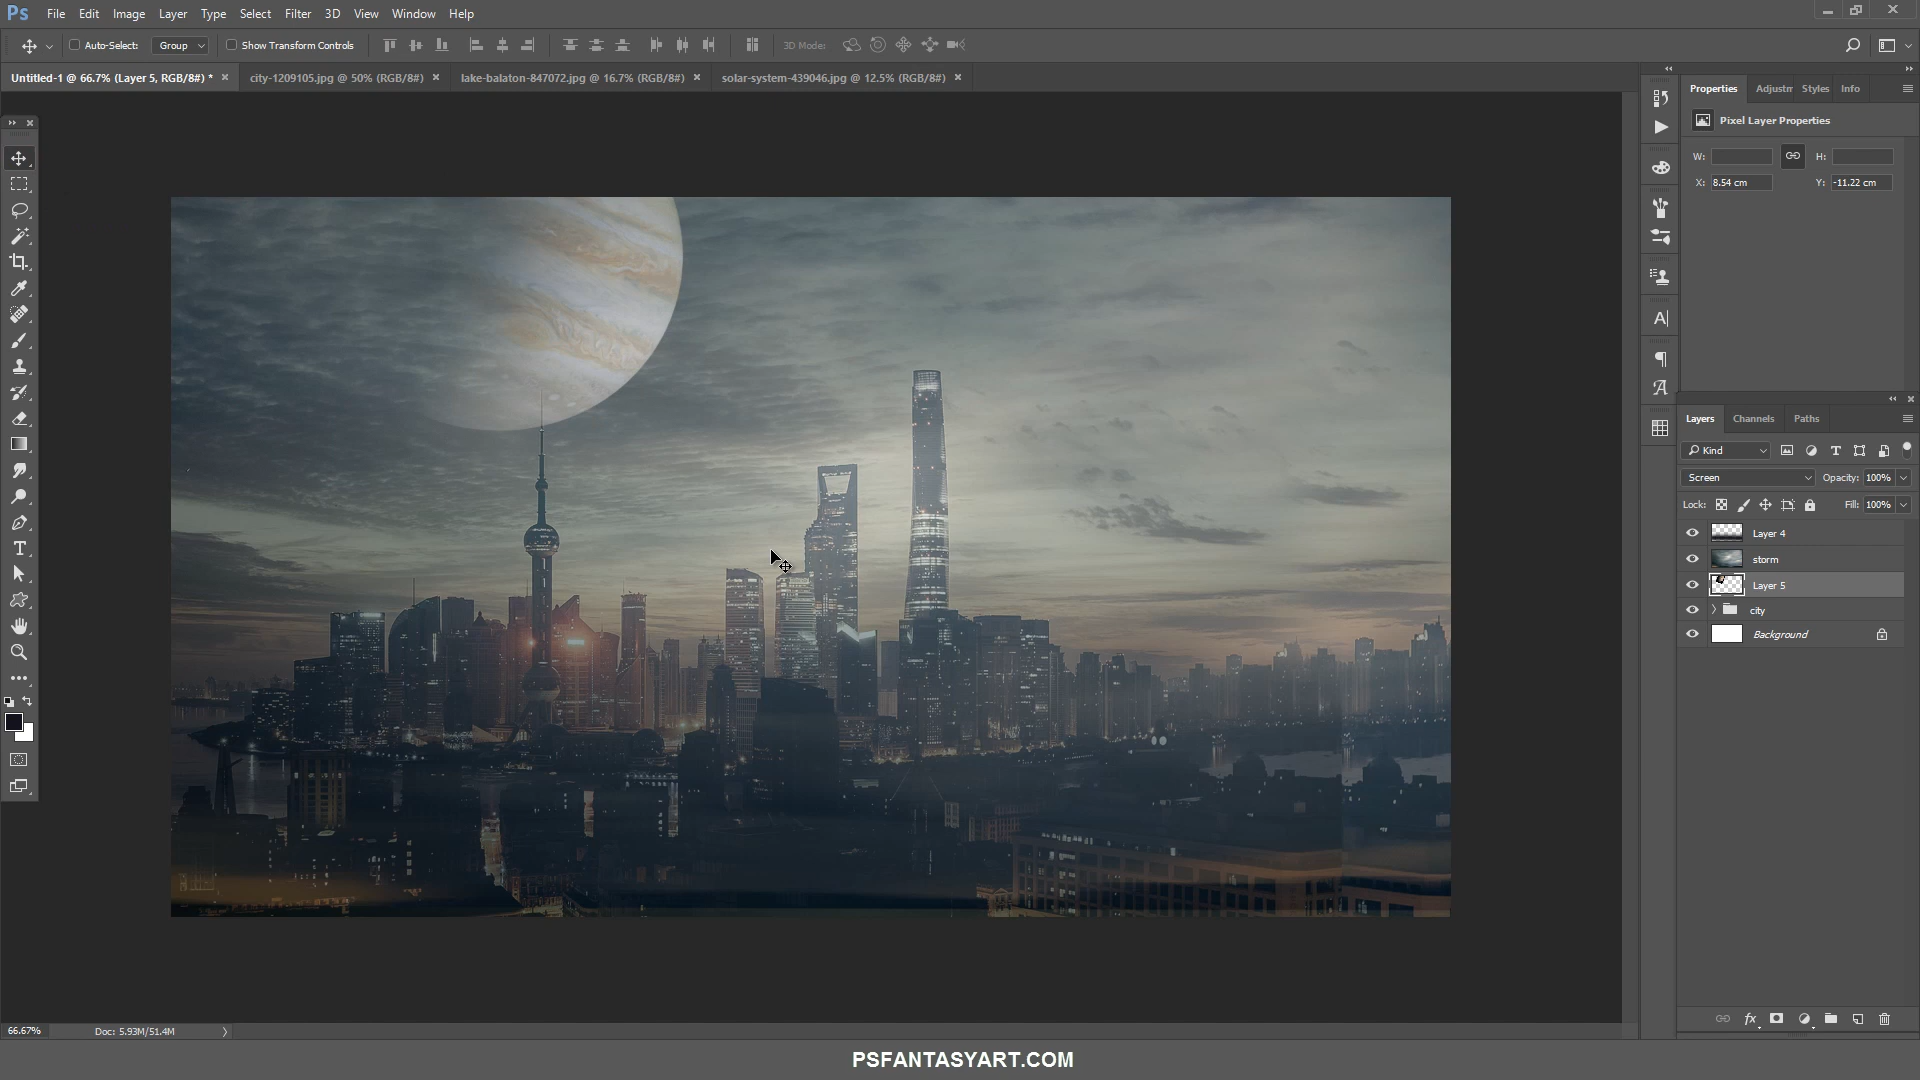 Ps File Edit Image Layer Type Select Filter 3D View Window Help
Auto-Select: Group Show Transform Controls 3D Mode:
Untitled-1 @ 66.7% (Layer 5, RGB/8#) * city-1209105.jpg @ 50% (RGB/8#) lake-balaton-847072.jpg @ 16.7% (RGB/8#) solar-system-439046.jpg @ 12.5% (RGB/8#)
Properties Adjustm Styles Info
Pixel Layer Properties
W: H:
X: 8.54 cm Y: -11.22 cm
Layers Channels Paths
Kind
Screen Opacity: 100%
Lock: Fill: 100%
Layer 4
storm
Layer 5
city
Background
fx
66.67% Doc: 5.93M/51.4M
PSFANTASYART.COM